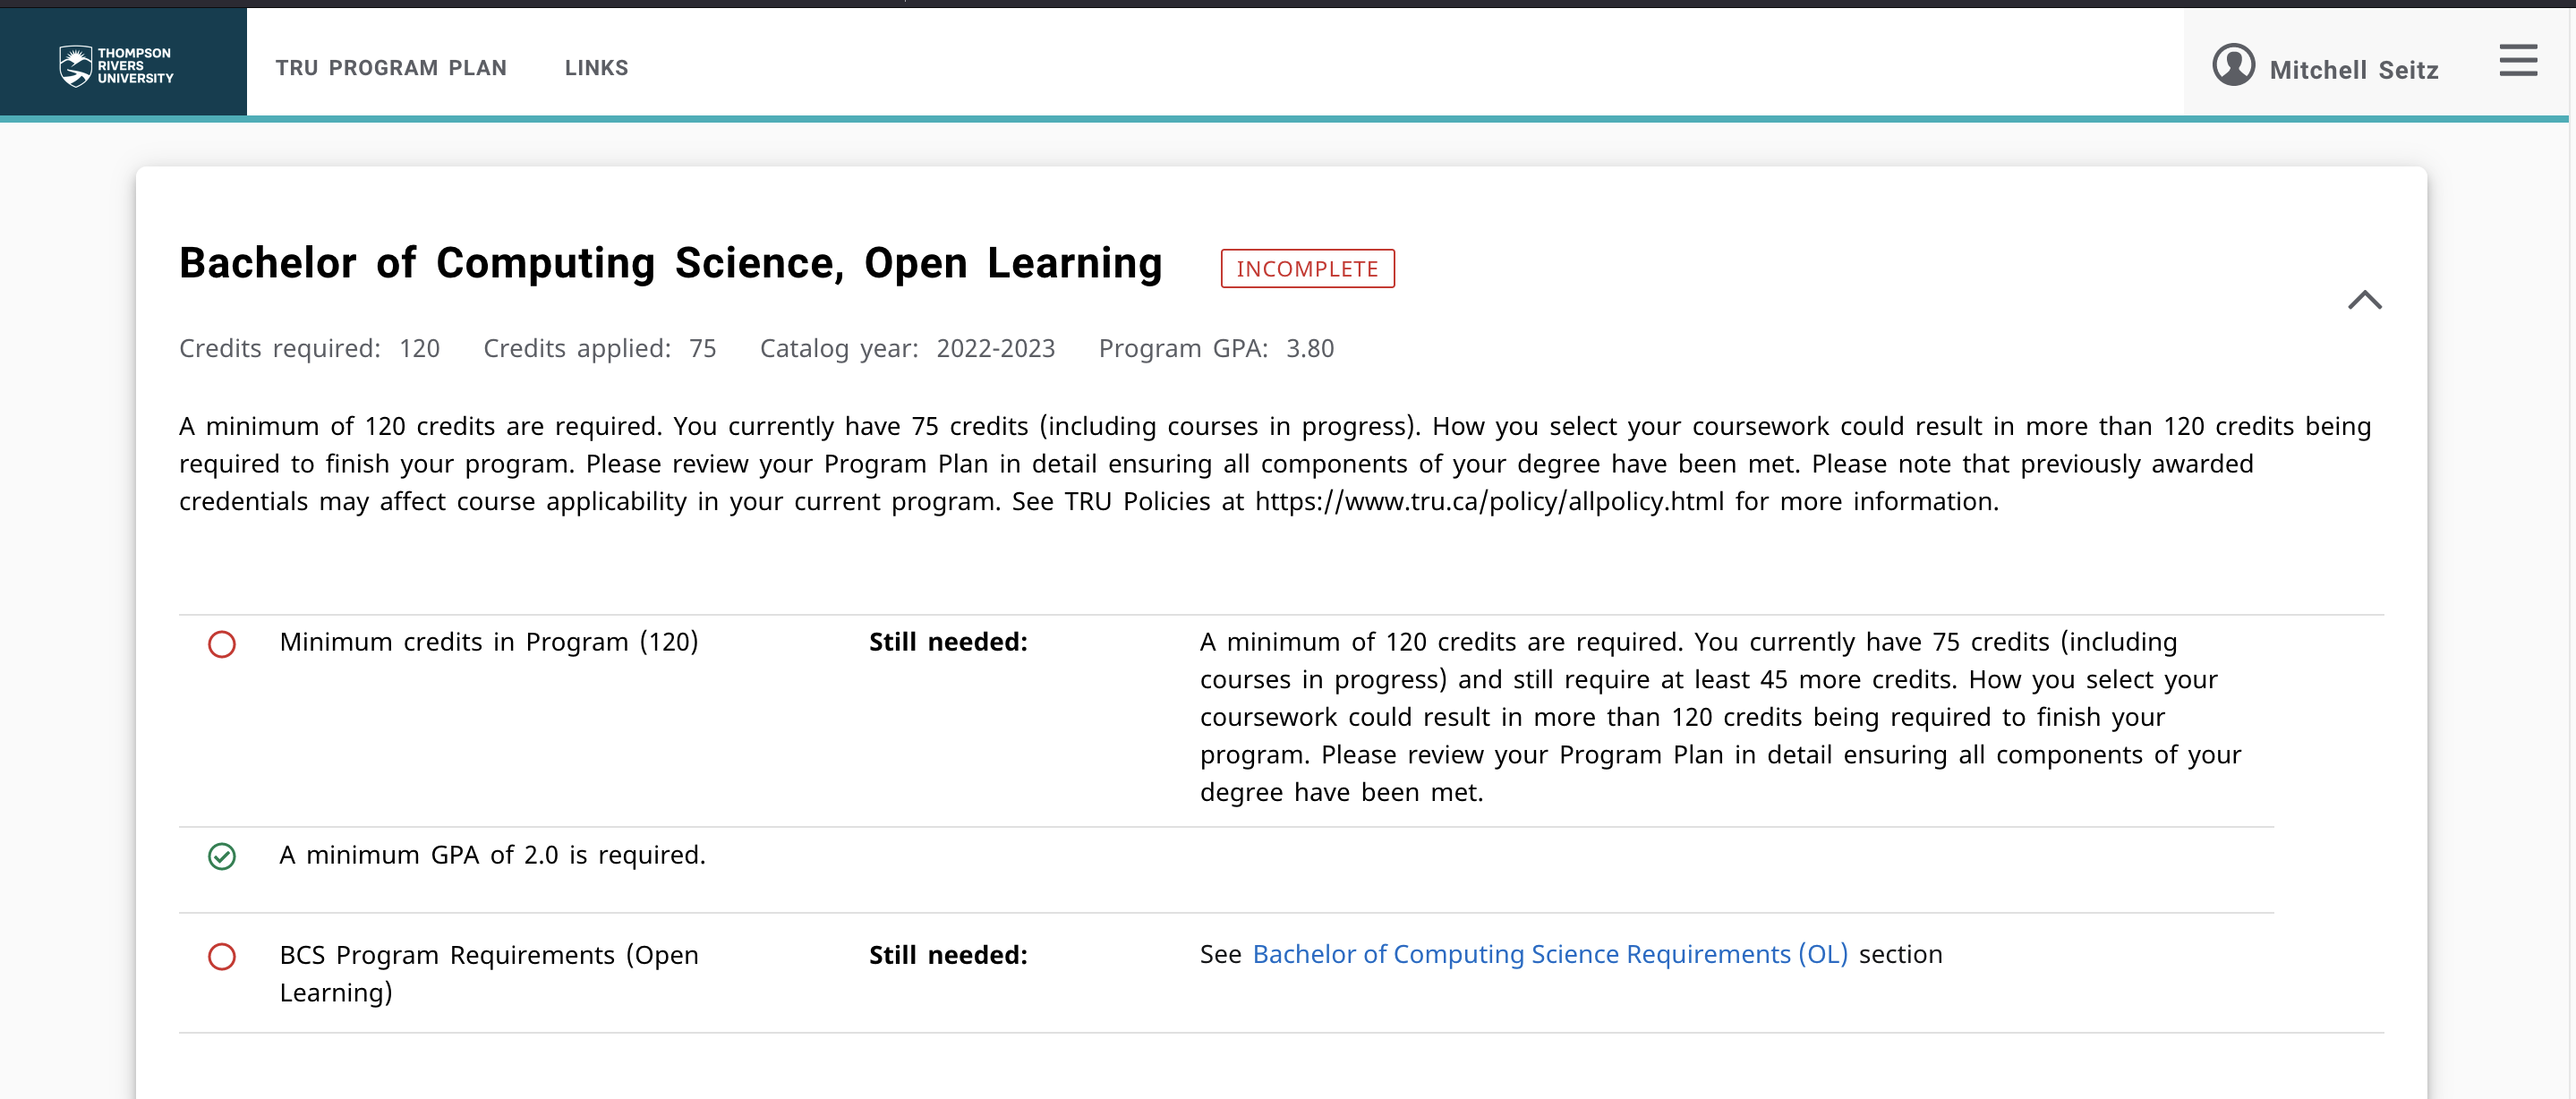 THOMPSON
RIVERS
UNIVERSITY
TRU PROGRAM PLAN LINKS
Mitchell Seitz
Bachelor of Computing Science, Open Learning INCOMPLETE
Credits required: 120 Credits applied: 75 Catalog year: 2022-2023 Program GPA: 3.80
A minimum of 120 credits are required. You currently have 75 credits (including courses in progress). How you select your coursework could result in more than 120 credits being
required to finish your program. Please review your Program Plan in detail ensuring all components of your degree have been met. Please note that previously awarded
credentials may affect course applicability in your current program. See TRU Policies at https://www.tru.ca/policy/allpolicy.html for more information.
Minimum credits in Program (120)
Still needed:
A minimum of 120 credits are required. You currently have 75 credits (including
courses in progress) and still require at least 45 more credits. How you select your
coursework could result in more than 120 credits being required to finish your
program. Please review your Program Plan in detail ensuring all components of your
degree have been met.
A minimum GPA of 2.0 is required.
BCS Program Requirements (Open
Learning)
Still needed:
See Bachelor of Computing Science Requirements (OL) section